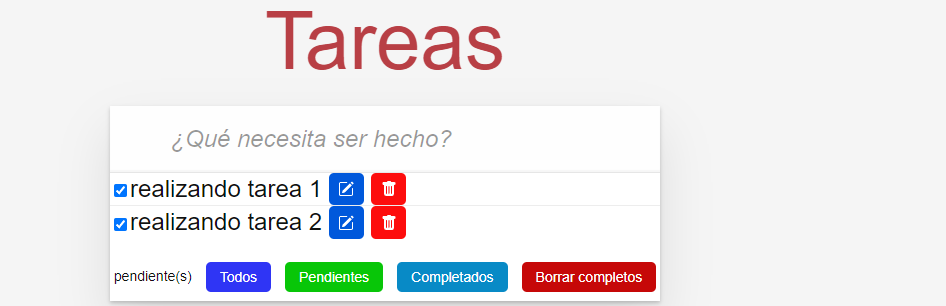 Tareas
¿Qué necesita ser hecho?
realizando tarea 1
realizando tarea 2
pendiente(s) Todos Pendientes Completados Borrar completos